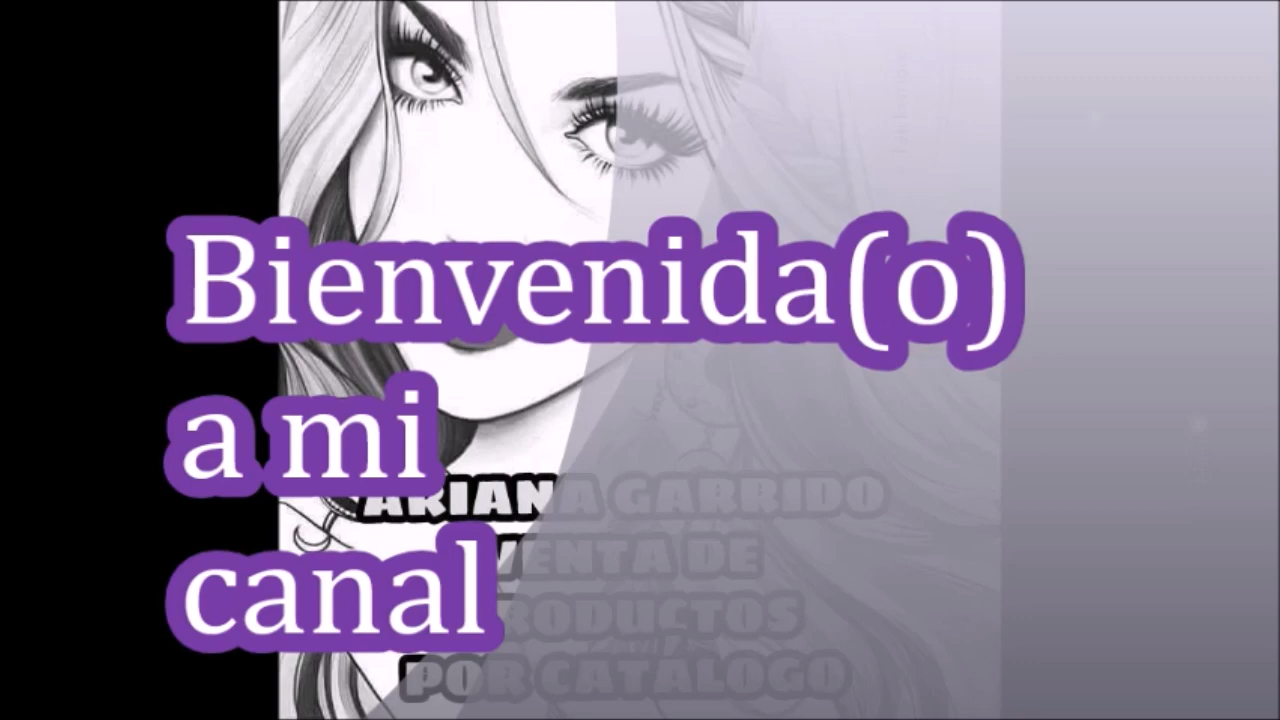 Bienvenida(o)
a mi
canal
ARIANA GARRIDO
VENTA DE
PRODUCTOS
POR CATÁLOGO